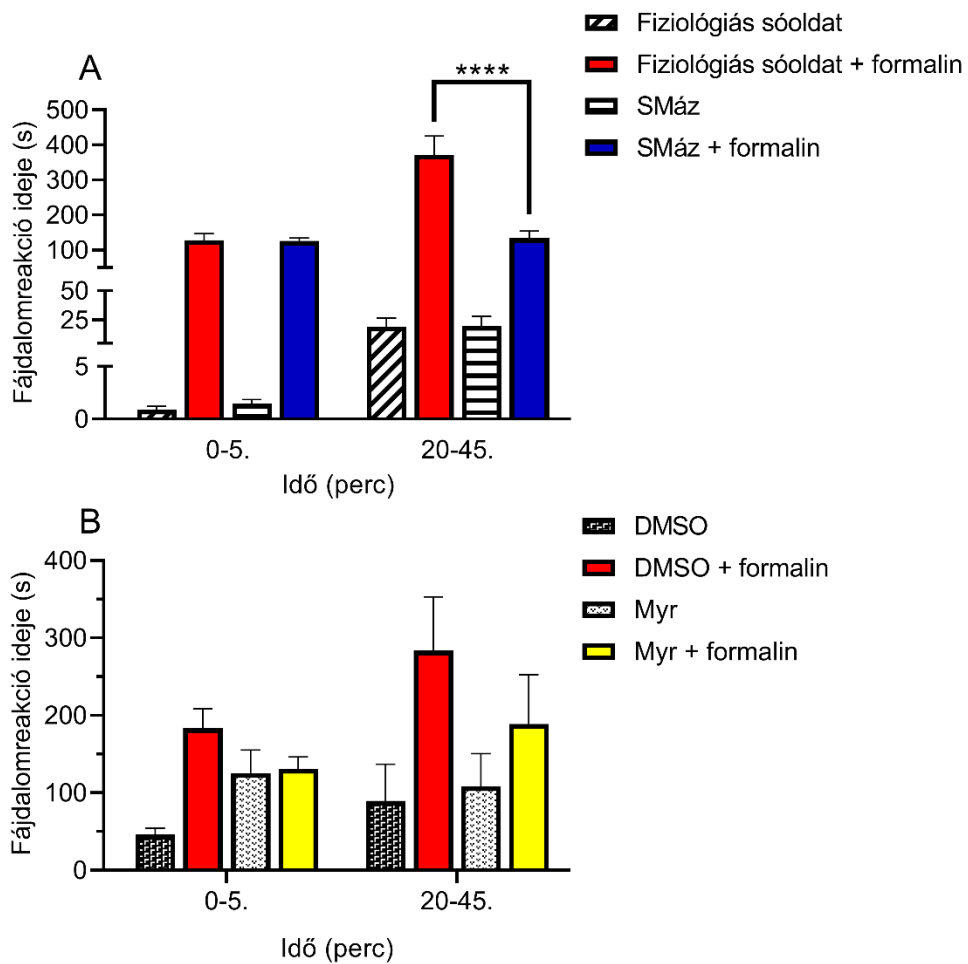 Fiziológiás sóoldat
Fiziológiás sóoldat + formalin
SMáz
SMáz + formalin
A
****
Fájdalomreakció ideje (s)
500
400
300
200
100
50
25
5
0
0-5.
20-45.
Idő (perc)
B
DMSO
DMSO + formalin
Myr
Myr + formalin
Fájdalomreakció ideje (s)
400
300
200
100
0
0-5.
20-45.
Idő (perc)